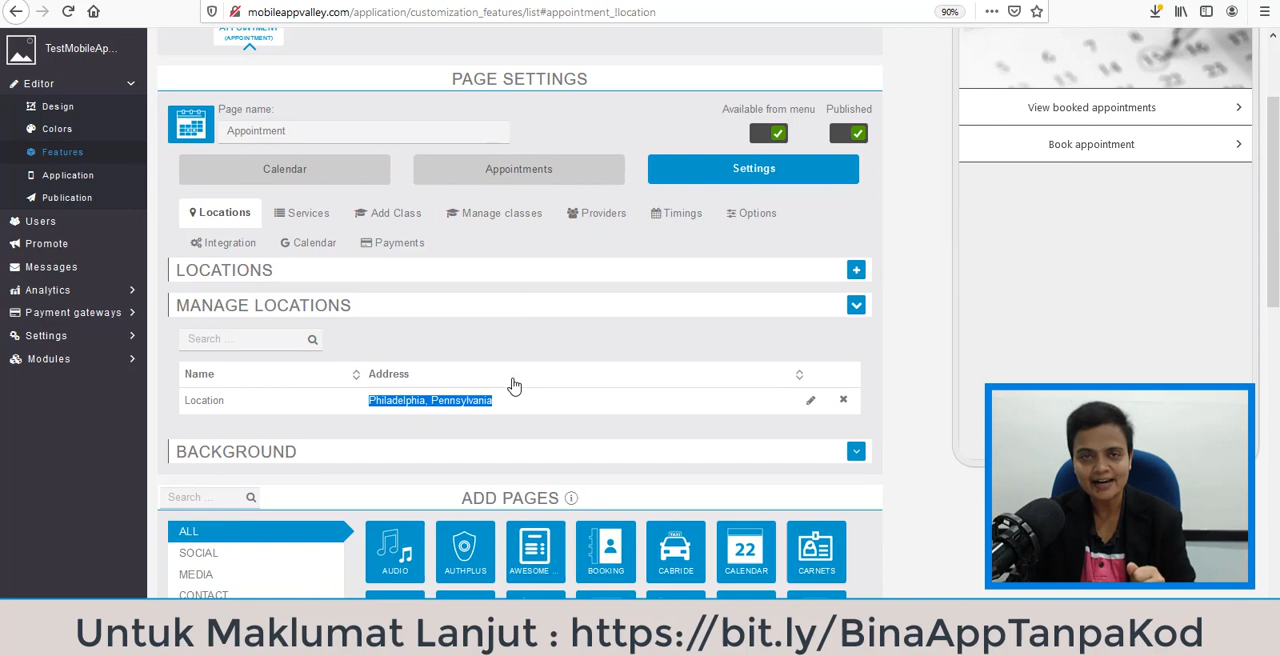 mobileappvalley.com/application/customization_features/list#appointment_llocation
90%
TestMobileAp...
Editor
Design
Colors
Features
Application
Publication
Users
Promote
Messages
Analytics
Payment gateways
Settings
Modules
APPOINTMENT
(APPOINTMENT)
PAGE SETTINGS
Page name:
Appointment
Available from menu
Published
Calendar
Appointments
Settings
Locations
Services
Add Class
Manage classes
Providers
Timings
Options
Integration
G Calendar
Payments
LOCATIONS
MANAGE LOCATIONS
Search ...
Name
Address
Location
Philadelphia, Pennsylvania
BACKGROUND
Search ...
ADD PAGES
ALL
SOCIAL
MEDIA
CONTACT
AUDIO
AUTHPLUS
AWESOME ...
BOOKING
TAXI
CABRIDE
22
CALENDAR
CARNETS
View booked appointments
Book appointment
Untuk Maklumat Lanjut : https://bit.ly/BinaAppTanpaKod